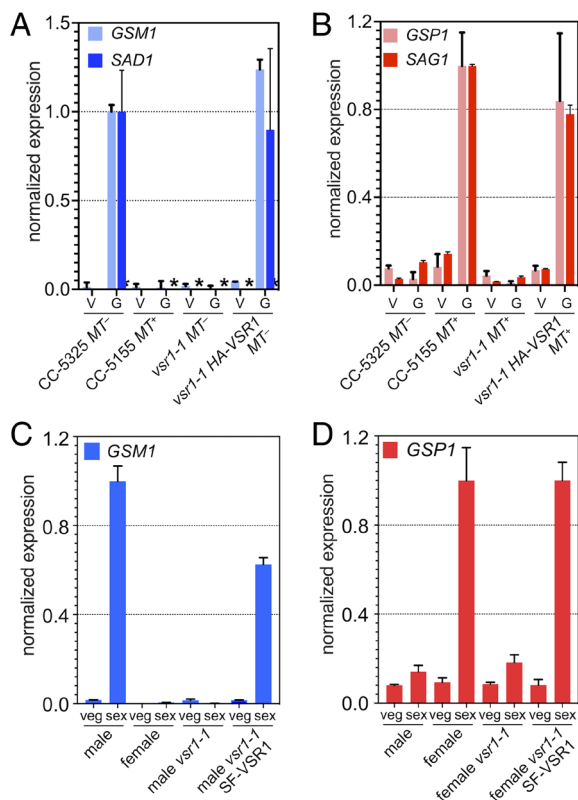 A
GSM1
SAD1
normalized expression
1.5
1.0
0.5
0.0
* * * * *
V G V G V G V G
CC-5325 MT-
CC-5155 MT+
vsr1-1 MT-
vsr1-1 HA-VSR1
MT-
B
GSP1
SAG1
normalized expression
1.2
0.8
0.4
0.0
V G V G V G V G
CC-5325 MT-
CC-5155 MT+
vsr1-1 MT+
vsr1-1 HA-VSR1
MT+
C
GSM1
normalized expression
1.2
0.8
0.4
0.0
veg sex veg sex veg sex veg sex
male
female
male vsr1-1
male vsr1-1
SF-VSR1
D
GSP1
normalized expression
1.2
0.8
0.4
0.0
veg sex veg sex veg sex veg sex
male
female
female vsr1-1
female vsr1-1
SF-VSR1